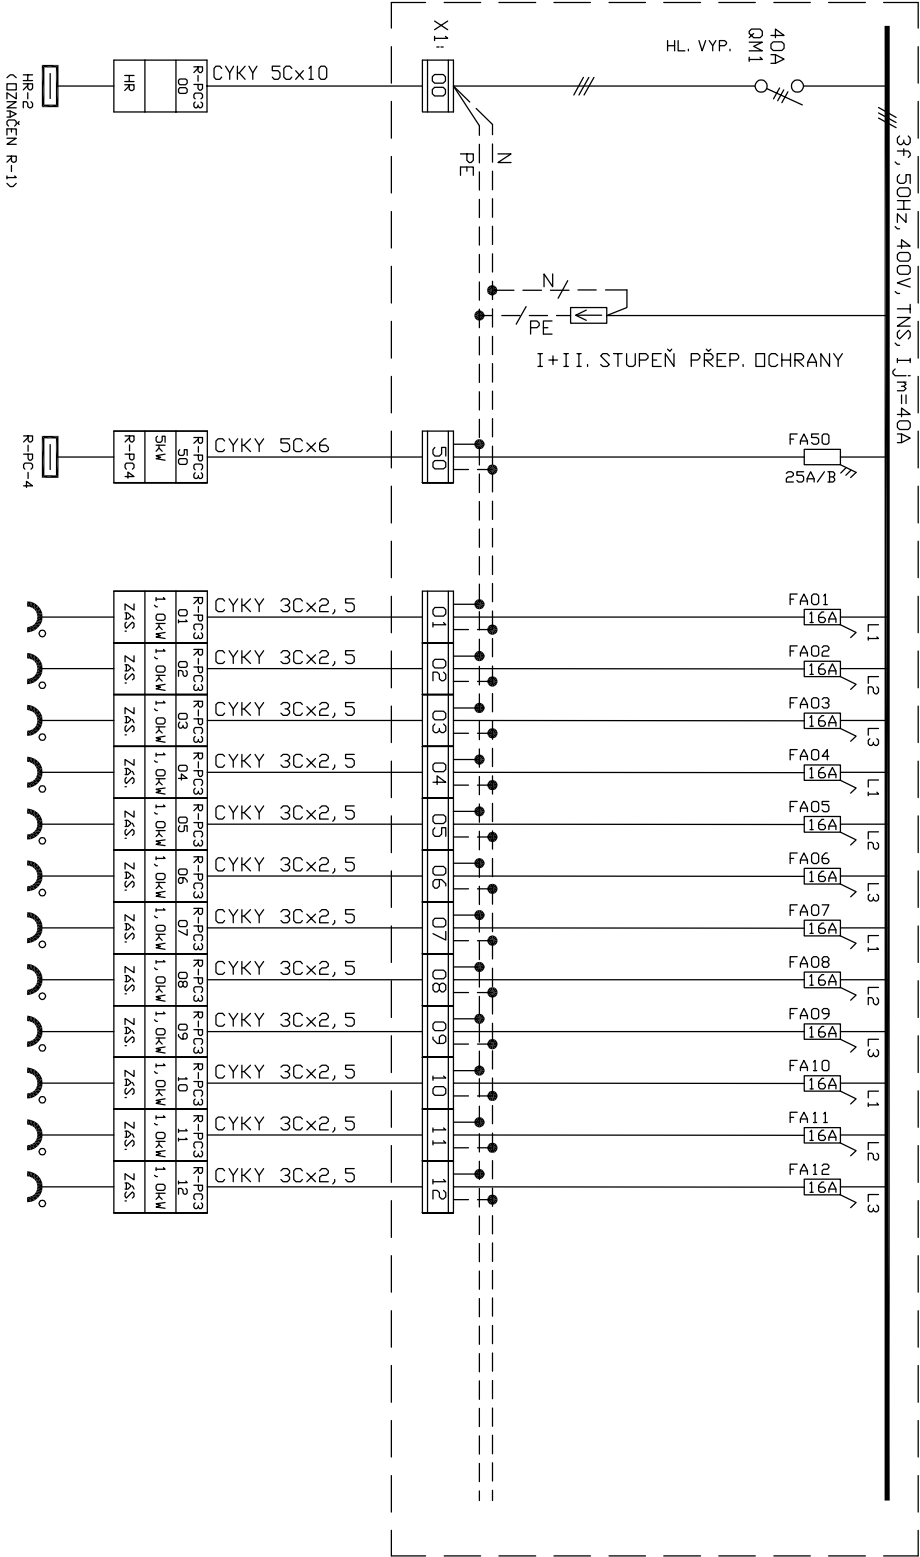 3f, 50Hz, 400V, TNS, I jm=40A
40A
QM1
HL. VYP.
X1:
00
CYKY 5Cx10
R-PC3
00
HR
HR-2
(OZNAČEN R-1)
N
PE
N
PE
I+II. STUPEŇ PŘEP. OCHRANY
FA50
25A/B
50
CYKY 5Cx6
R-PC3
50
5kW
R-PC4
R-PC-4
FA01
16A
L1
01
CYKY 3Cx2,5
R-PC3
01
1,0kW
ZÁS.
FA02
16A
L2
02
CYKY 3Cx2,5
R-PC3
02
1,0kW
ZÁS.
FA03
16A
L3
03
CYKY 3Cx2,5
R-PC3
03
1,0kW
ZÁS.
FA04
16A
L1
04
CYKY 3Cx2,5
R-PC3
04
1,0kW
ZÁS.
FA05
16A
L2
05
CYKY 3Cx2,5
R-PC3
05
1,0kW
ZÁS.
FA06
16A
L3
06
CYKY 3Cx2,5
R-PC3
06
1,0kW
ZÁS.
FA07
16A
L1
07
CYKY 3Cx2,5
R-PC3
07
1,0kW
ZÁS.
FA08
16A
L2
08
CYKY 3Cx2,5
R-PC3
08
1,0kW
ZÁS.
FA09
16A
L3
09
CYKY 3Cx2,5
R-PC3
09
1,0kW
ZÁS.
FA10
16A
L1
10
CYKY 3Cx2,5
R-PC3
10
1,0kW
ZÁS.
FA11
16A
L2
11
CYKY 3Cx2,5
R-PC3
11
1,0kW
ZÁS.
FA12
16A
L3
12
CYKY 3Cx2,5
R-PC3
12
1,0kW
ZÁS.